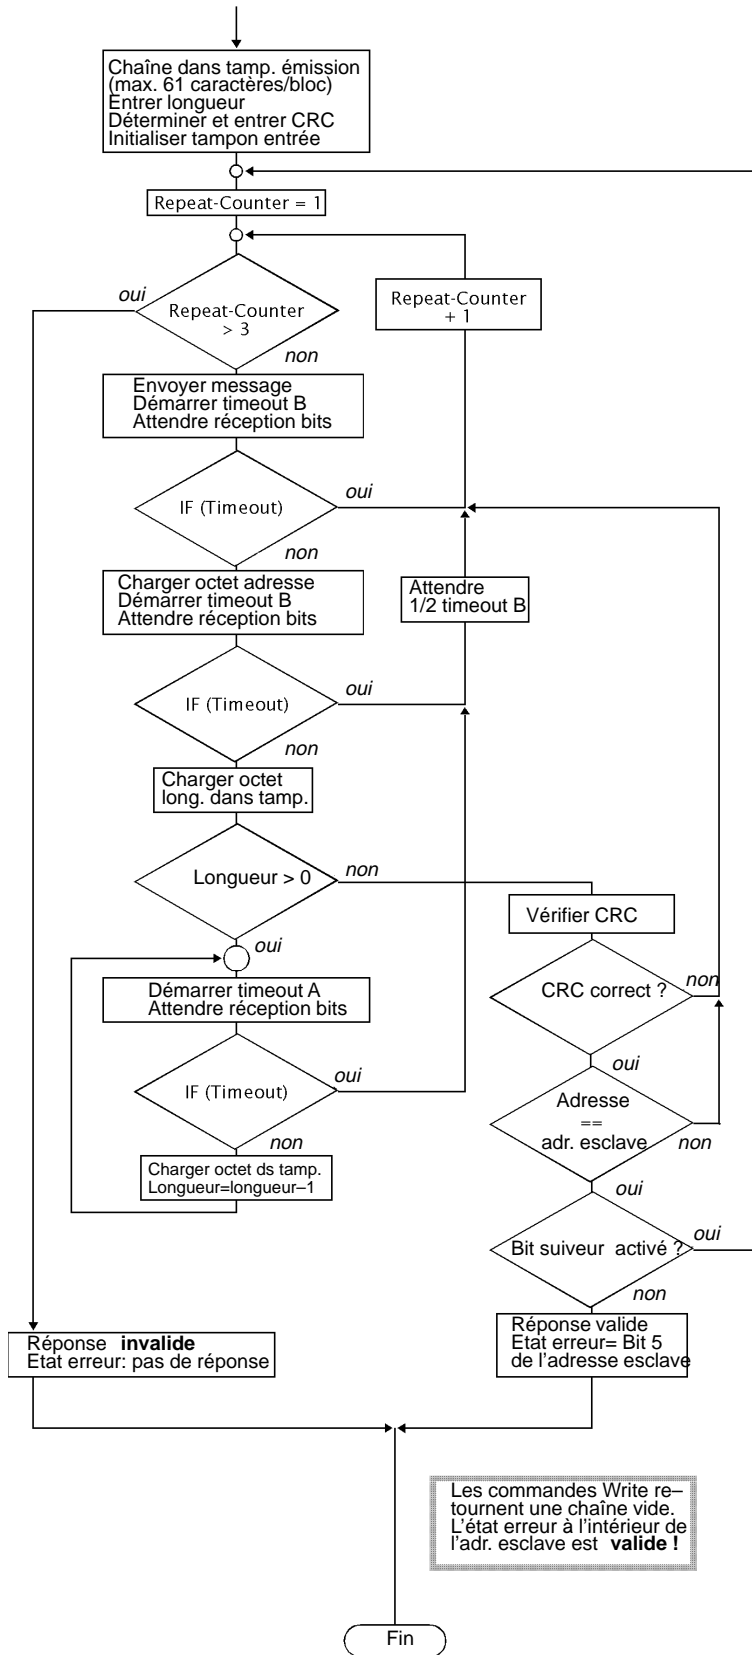 Chaîne dans tamp. émission
(max. 61 caractères/bloc)
Entrer longueur
Déterminer et entrer CRC
Initialiser tampon entrée
Repeat-Counter = 1
oui
Repeat-Counter
> 3
non
Repeat-Counter
+ 1
Envoyer message
Démarrer timeout B
Attendre réception bits
IF (Timeout)
oui
non
Charger octet adresse
Démarrer timeout B
Attendre réception bits
Attendre
1/2 timeout B
IF (Timeout)
oui
non
Charger octet
long. dans tamp.
Longueur > 0
non
oui
Vérifier CRC
Démarrer timeout A
Attendre réception bits
CRC correct ?
non
oui
IF (Timeout)
oui
non
Adresse
==
adr. esclave
non
oui
Charger octet ds tamp.
Longueur=longueur–1
Bit suiveur activé ?
oui
non
Réponse invalide
Etat erreur: pas de réponse
Réponse valide
Etat erreur= Bit 5
de l'adresse esclave
Les commandes Write re–
tournent une chaîne vide.
L'état erreur à l'intérieur de
l'adr. esclave est valide !
Fin